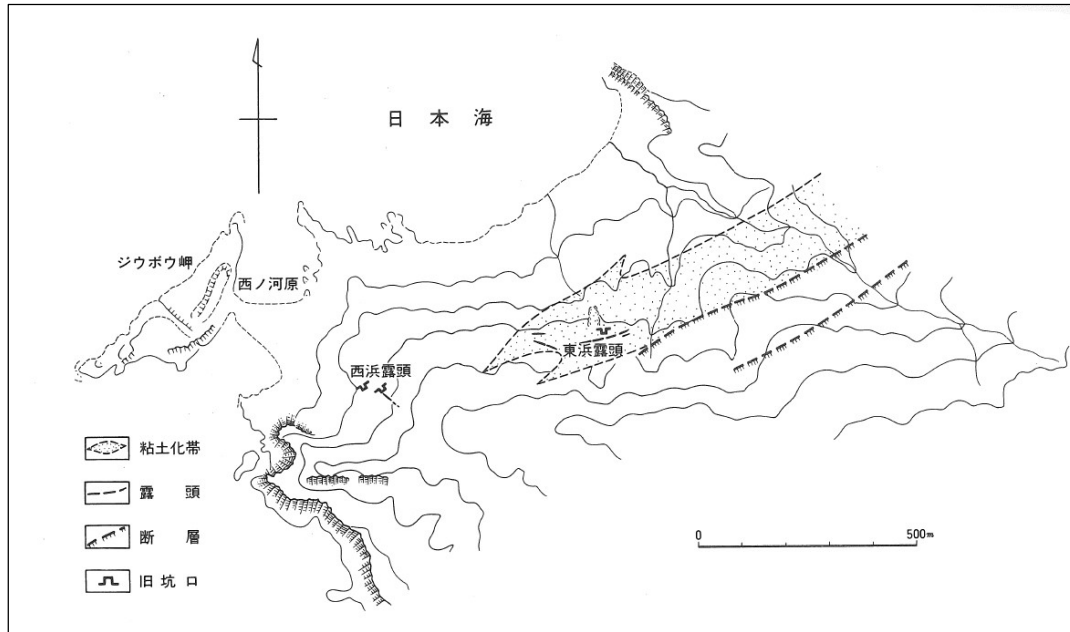 日本海
ジウボウ岬
西ノ河原
東浜露頭
西浜露頭
粘土化帯
露頭
断層
旧坑口
0 500m